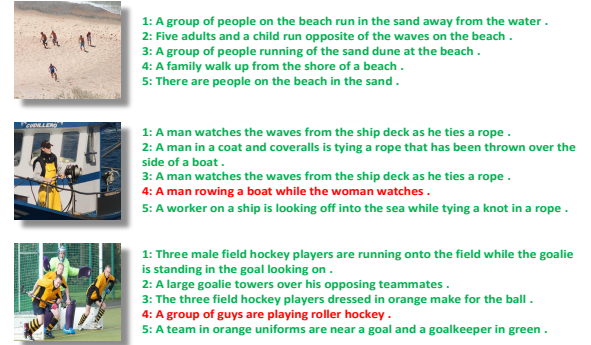 1: A group of people on the beach run in the sand away from the water .
2: Five adults and a child run opposite of the waves on the beach .
3: A group of people running of the sand dune at the beach .
4: A family walk up from the shore of a beach .
5: There are people on the beach in the sand .
CUDILLERO
1: A man watches the waves from the ship deck as he ties a rope .
2: A man in a coat and coveralls is tying a rope that has been thrown over the
side of a boat .
3: A man watches the waves from the ship deck as he ties a rope .
4: A man rowing a boat while the woman watches .
5: A worker on a ship is looking off into the sea while tying a knot in a rope .
1: Three male field hockey players are running onto the field while the goalie
is standing in the goal looking on .
2: A large goalie towers over his opposing teammates .
3: The three field hockey players dressed in orange make for the ball .
4: A group of guys are playing roller hockey .
5: A team in orange uniforms are near a goal and a goalkeeper in green .